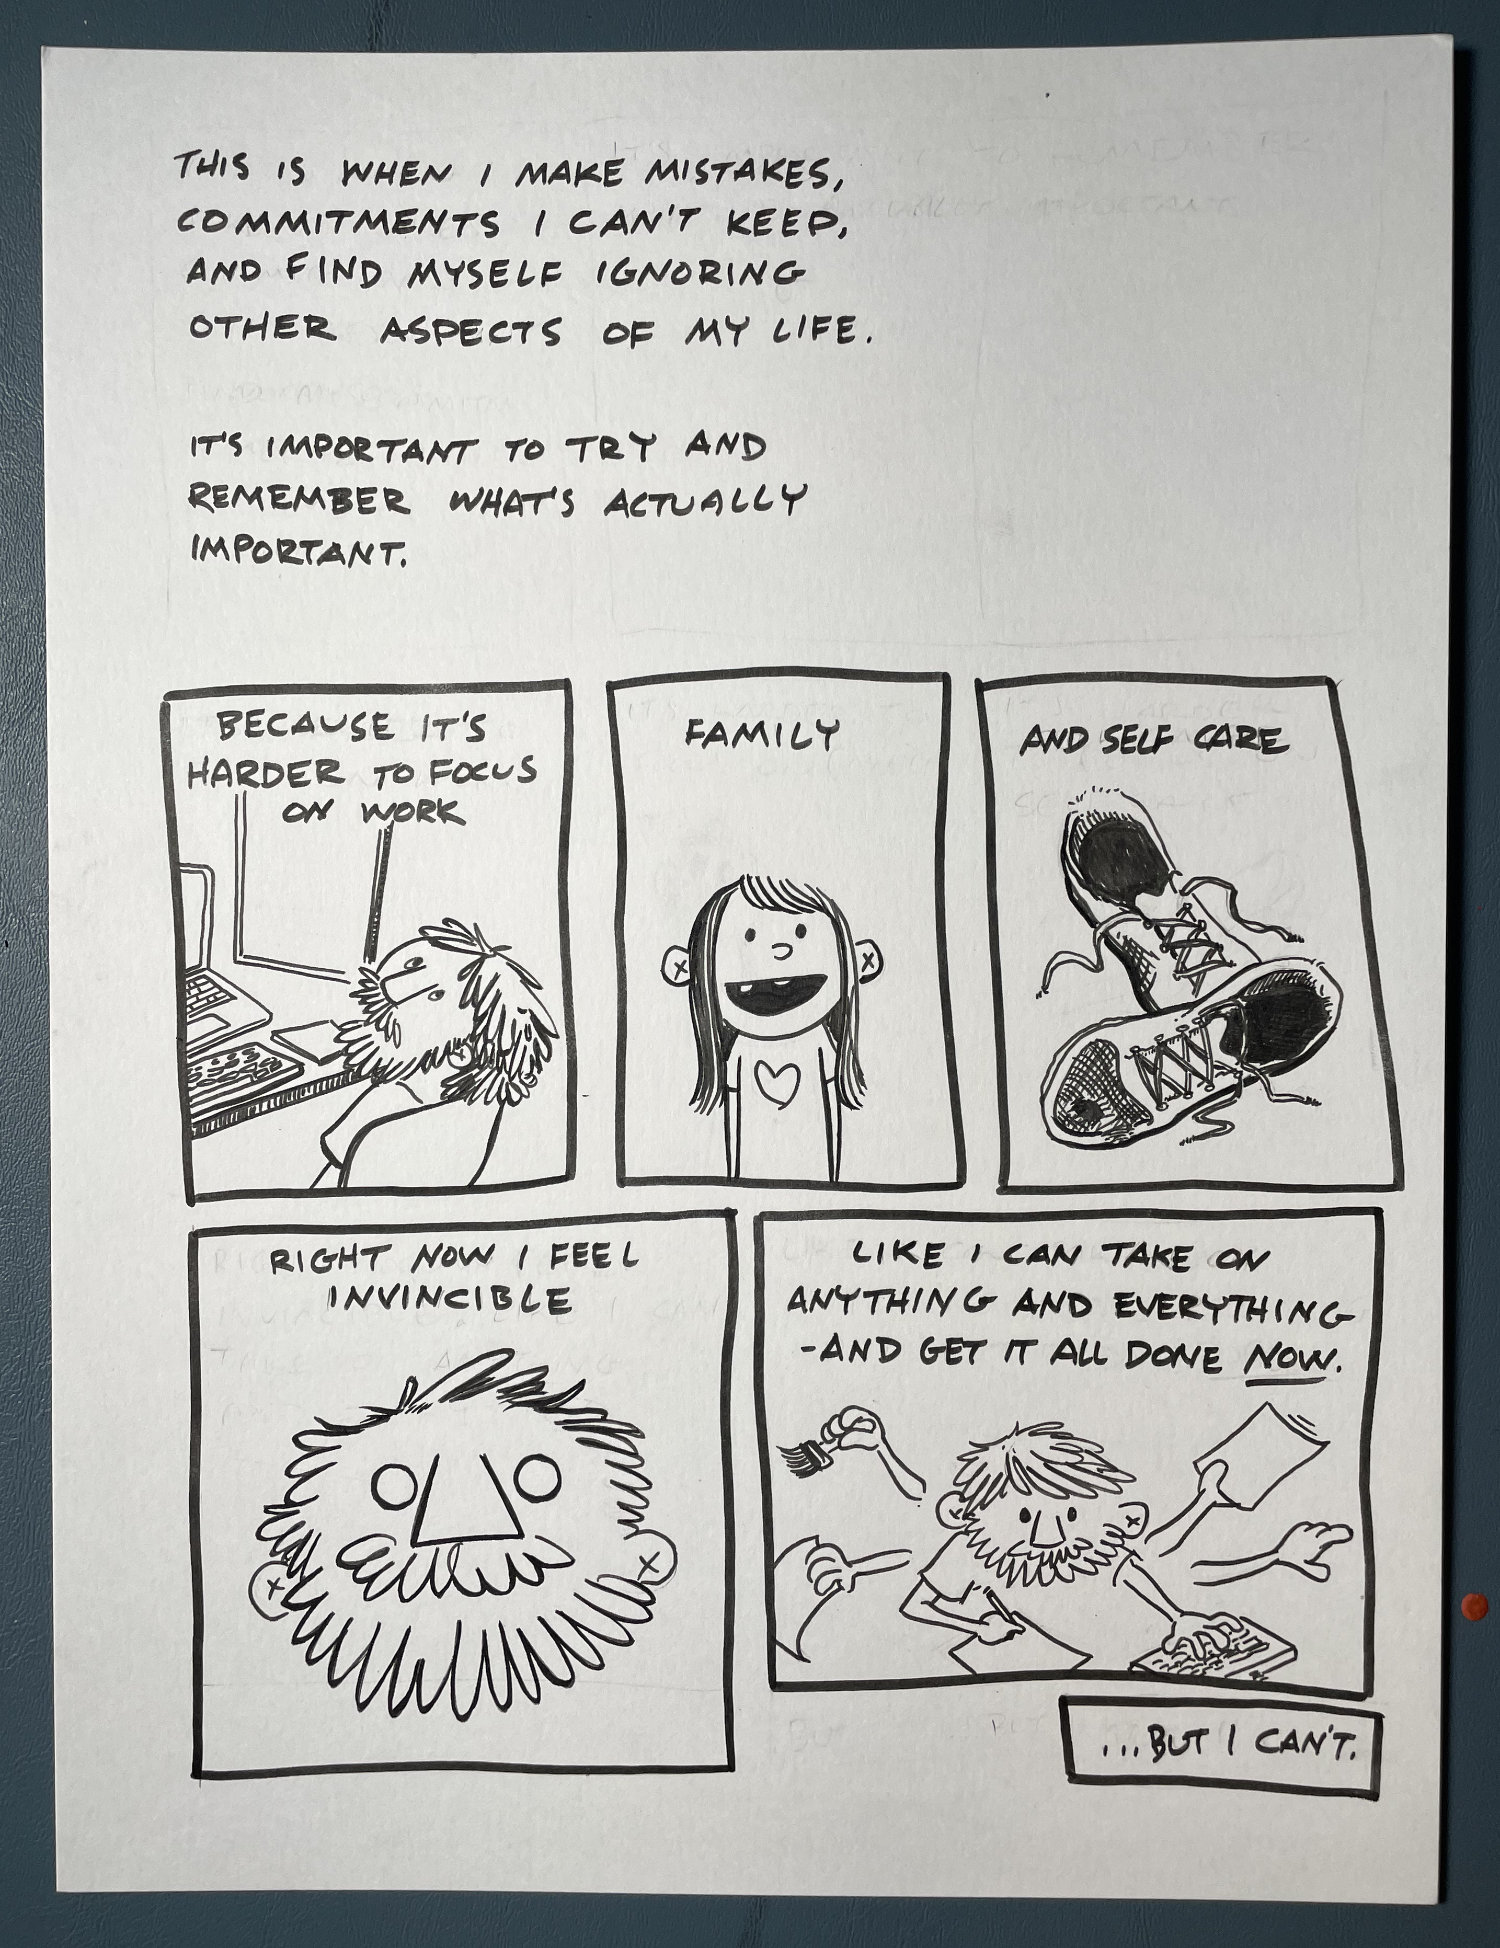 THIS IS WHEN I MAKE MISTAKES,
COMMITMENTS I CAN'T KEEP,
AND FIND MYSELF IGNORING
OTHER ASPECTS OF MY LIFE.
IT'S IMPORTANT TO TRY AND
REMEMBER WHAT'S ACTUALLY
IMPORTANT.
BECAUSE IT'S
HARDER TO FOCUS
ON WORK
FAMILY
AND SELF CARE
RIGHT NOW I FEEL
INVINCIBLE
LIKE I CAN TAKE ON
ANYTHING AND EVERYTHING
-AND GET IT ALL DONE NOW.
...BUT I CAN'T.